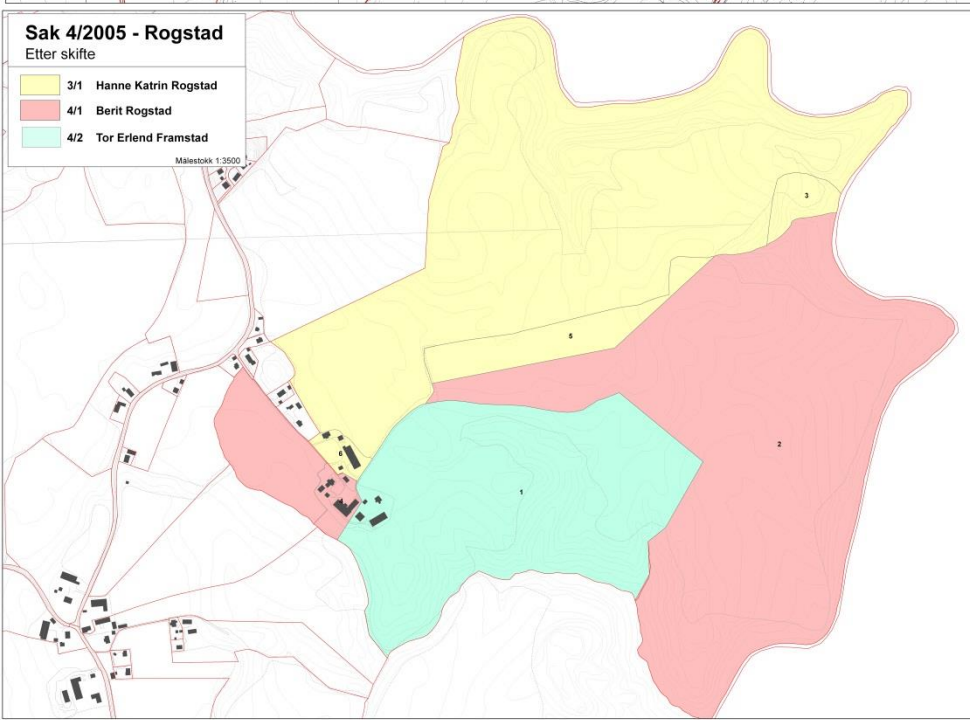 Sak 4/2005 - Rogstad
Etter skifte
3/1 Hanne Katrin Rogstad
4/1 Berit Rogstad
4/2 Tor Erlend Framstad
Målestokk 1:3500
3
5
2
6
1